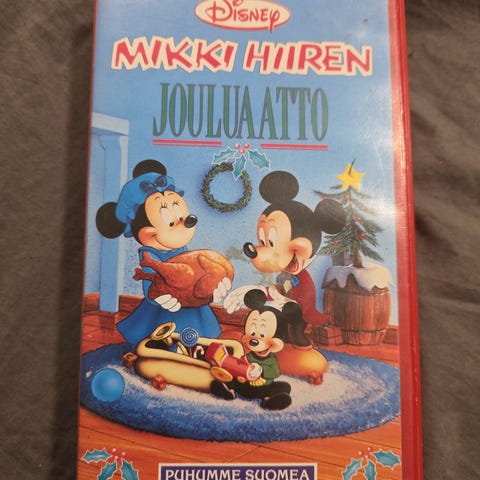 Disney
MIKKI HIIREN
JOULUAATTO
PUHUMME SUOMEA